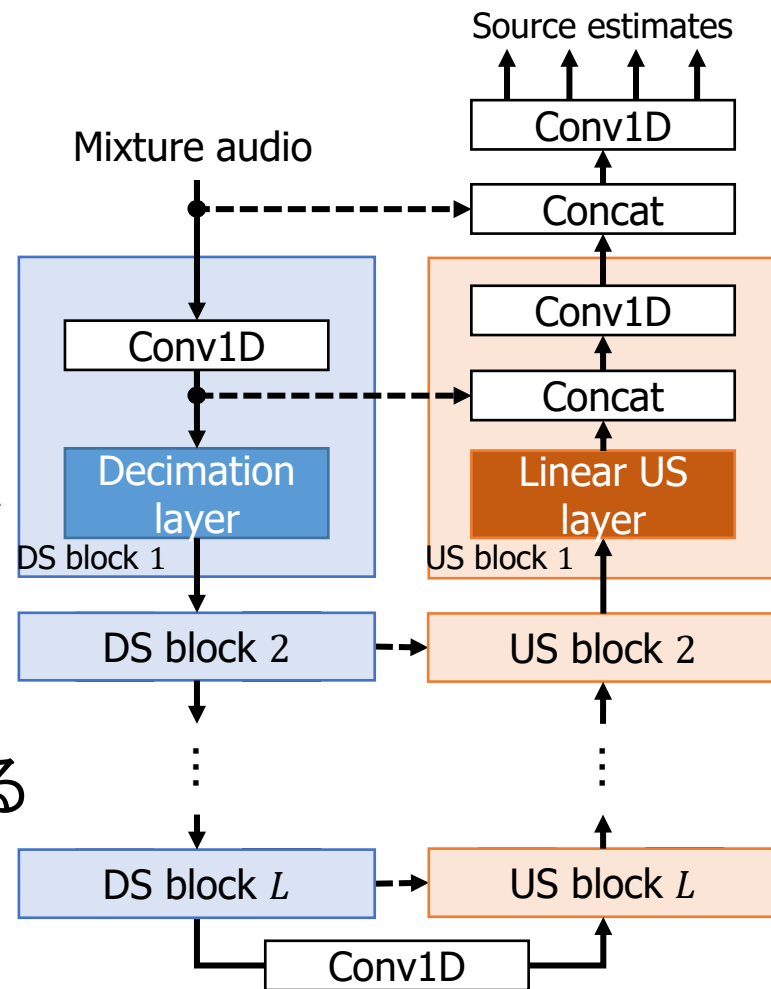 Source estimates
Conv1D
Mixture audio
Concat
Conv1D
Conv1D
Concat
Decimation
layer
Linear US
layer
DS block 1
US block 1
DS block 2
US block 2
⋮
⋮
る
DS block L
US block L
Conv1D